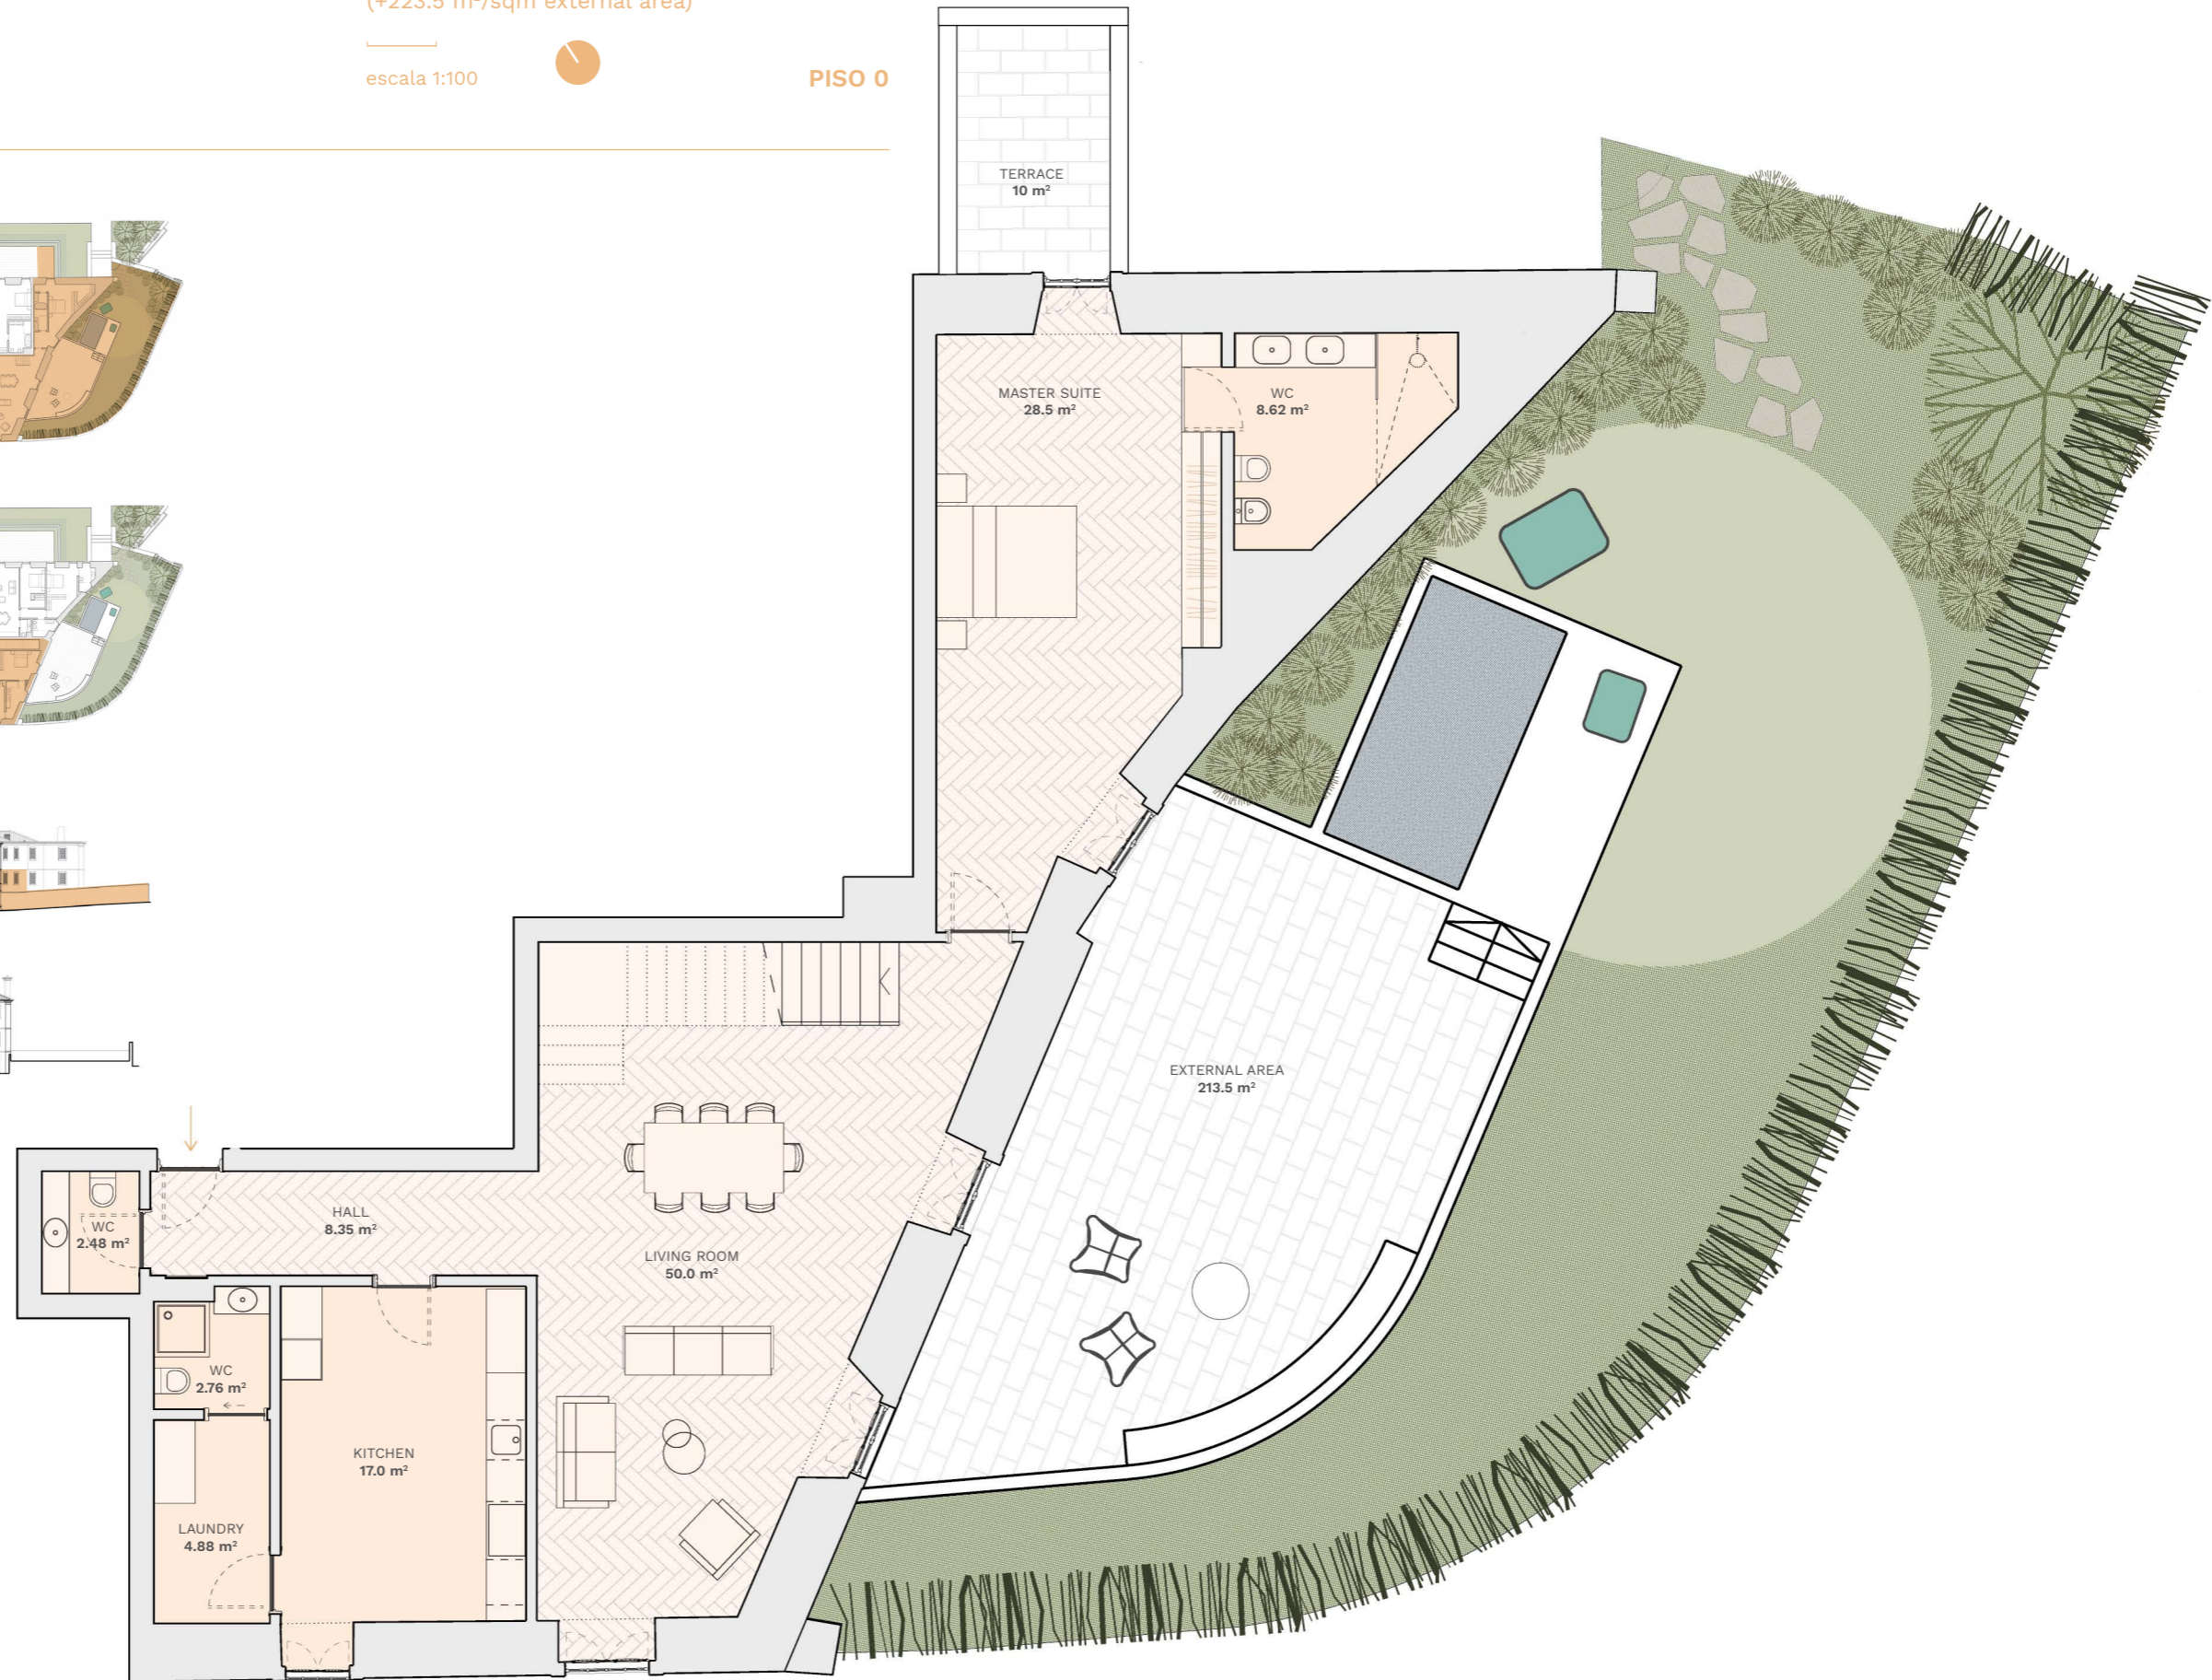 (+223.5 m²/sqm external area)
escala 1:100
PISO 0
TERRACE
10 m²
MASTER SUITE
28.5 m²
WC
8.62 m²
EXTERNAL AREA
213.5 m²
HALL
8.35 m²
WC
2.48 m²
LIVING ROOM
50.0 m²
WC
2.76 m²
KITCHEN
17.0 m²
LAUNDRY
4.88 m²